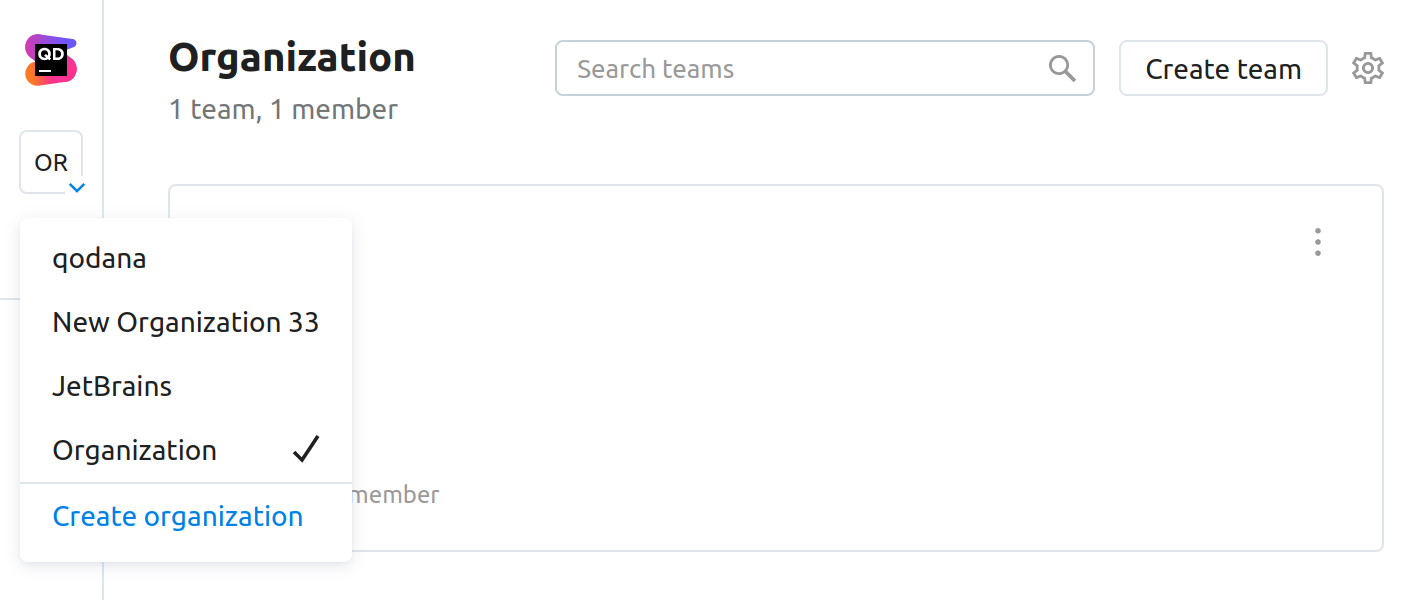 QD
Organization
1 team, 1 member
Search teams
Create team
OR
qodana
New Organization 33
JetBrains
Organization
member
Create organization